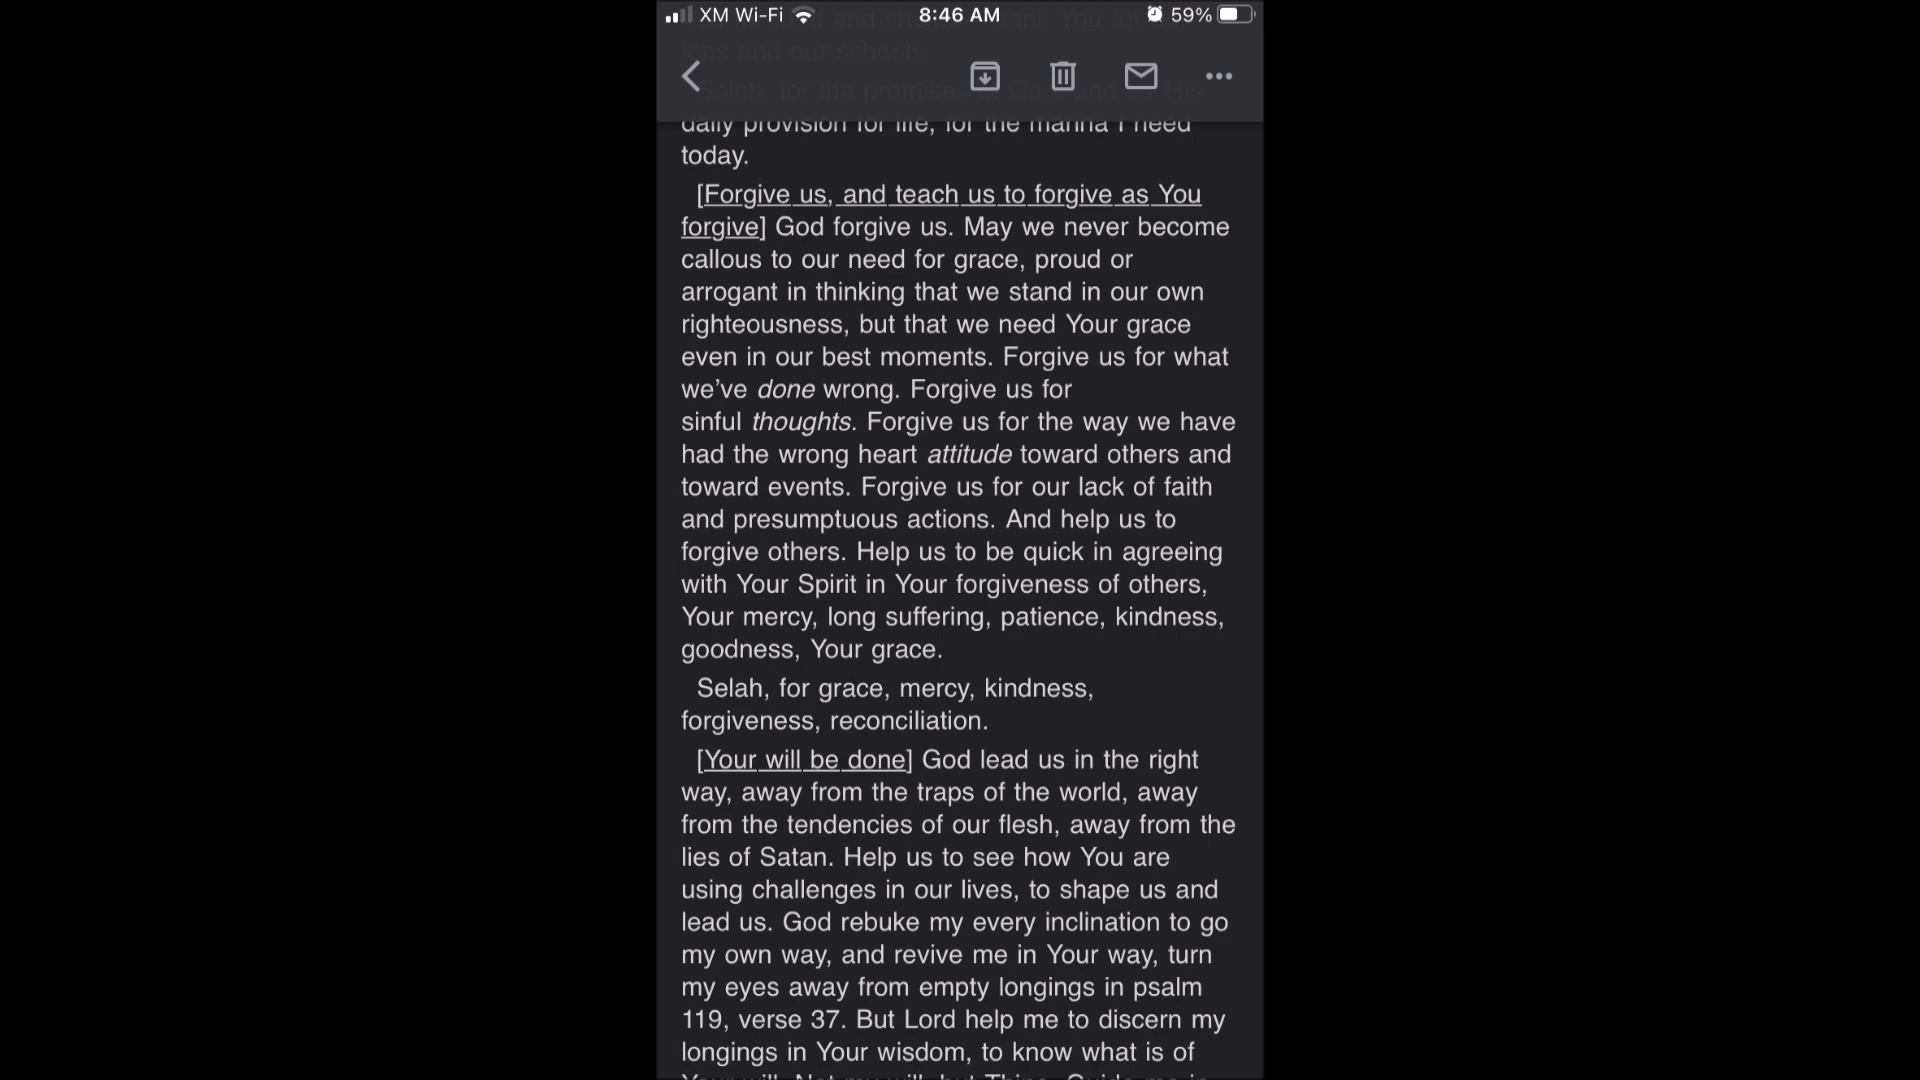 XM Wi-Fi 8:46 AM 59%
daily provision for life, for the manna I need
today.
[Forgive us, and teach us to forgive as You
forgive] God forgive us. May we never become
callous to our need for grace, proud or
arrogant in thinking that we stand in our own
righteousness, but that we need Your grace
even in our best moments. Forgive us for what
we’ve done wrong. Forgive us for
sinful thoughts. Forgive us for the way we have
had the wrong heart attitude toward others and
toward events. Forgive us for our lack of faith
and presumptuous actions. And help us to
forgive others. Help us to be quick in agreeing
with Your Spirit in Your forgiveness of others,
Your mercy, long suffering, patience, kindness,
goodness, Your grace.
Selah, for grace, mercy, kindness,
forgiveness, reconciliation.
[Your will be done] God lead us in the right
way, away from the traps of the world, away
from the tendencies of our flesh, away from the
lies of Satan. Help us to see how You are
using challenges in our lives, to shape us and
lead us. God rebuke my every inclination to go
my own way, and revive me in Your way, turn
my eyes away from empty longings in psalm
119, verse 37. But Lord help me to discern my
longings in Your wisdom, to know what is of